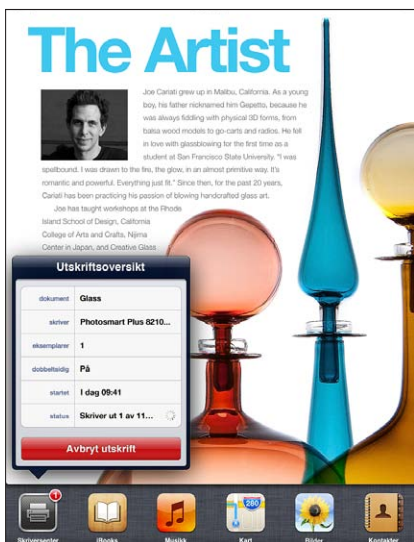 The Artist
Joe Cariati grew up in Malibu, California. As a young
boy, his father nicknamed him Gepetto, because he
was always fiddling with physical 3D forms, from
balsa wood models to go-carts and radios. He fell
in love with glassblowing for the first time as a
student at San Francisco State University. "I was
spellbound. I was drawn to the fire, the glow, in an almost primitive way. It's
romantic and powerful. Everything just fit." Since then, for the past 20 years,
Cariati has been practicing his passion of blowing handcrafted glass art.
Joe has taught workshops at the Rhode
Island School of Design, California
College of Arts and Crafts, Nijima
Center in Japan, and Creative Glass
Utskriftsoversikt
dokument Glass
skriver Photosmart Plus 8210...
eksemplarer 1
dobbeltsidig På
startet I dag 09:41
status Skriver ut 1 av 11...
Avbryt utskrift
1
280
Skriversenter iBooks Musikk Kart Bilder Kontakter